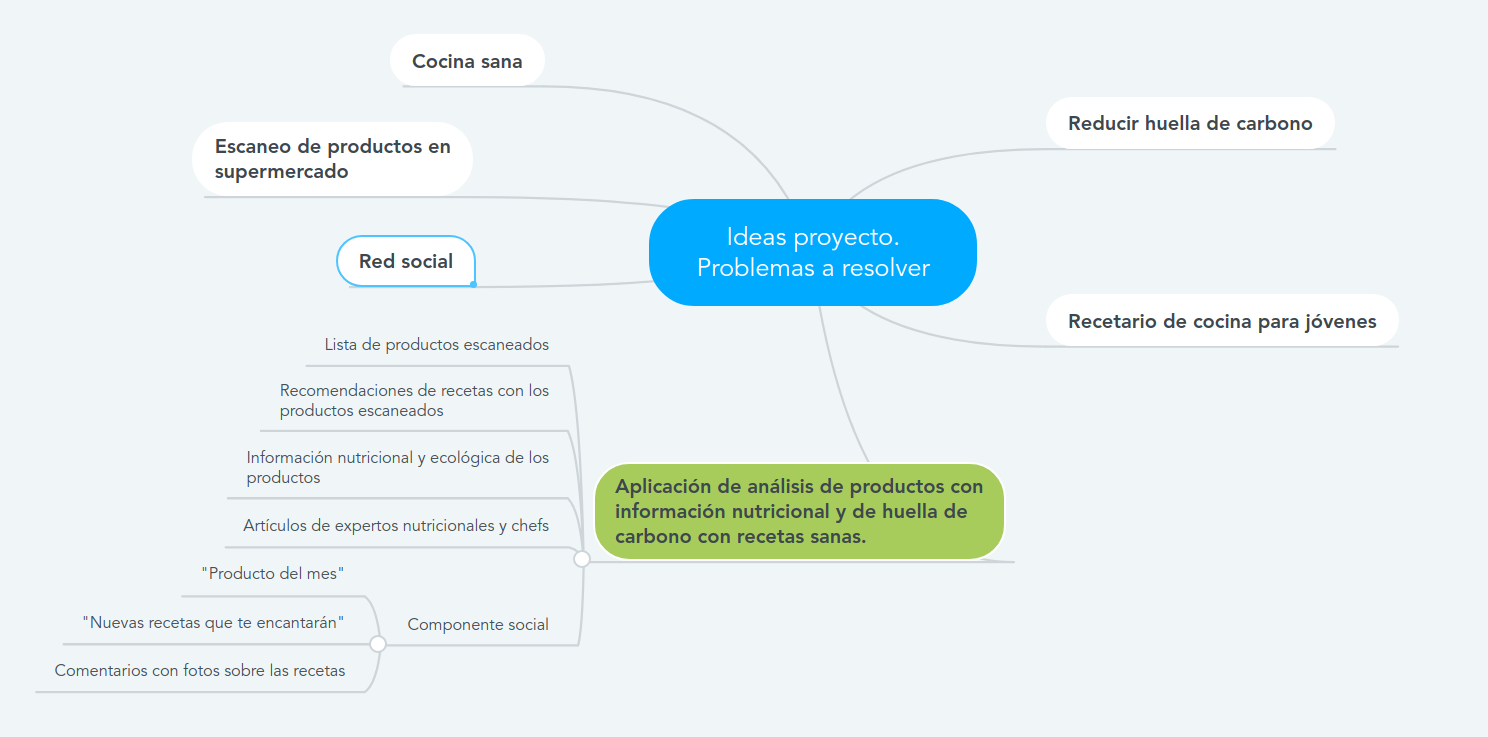 Cocina sana
Reducir huella de carbono
Escaneo de productos en
supermercado
Ideas proyecto.
Problemas a resolver
Red social
Recetario de cocina para jóvenes
Lista de productos escaneados
Recomendaciones de recetas con los
productos escaneados
Información nutricional y ecológica de los
productos
Artículos de expertos nutricionales y chefs
Aplicación de análisis de productos con
información nutricional y de huella de
carbono con recetas sanas.
"Producto del mes"
"Nuevas recetas que te encantarán"
Comentarios con fotos sobre las recetas
Componente social